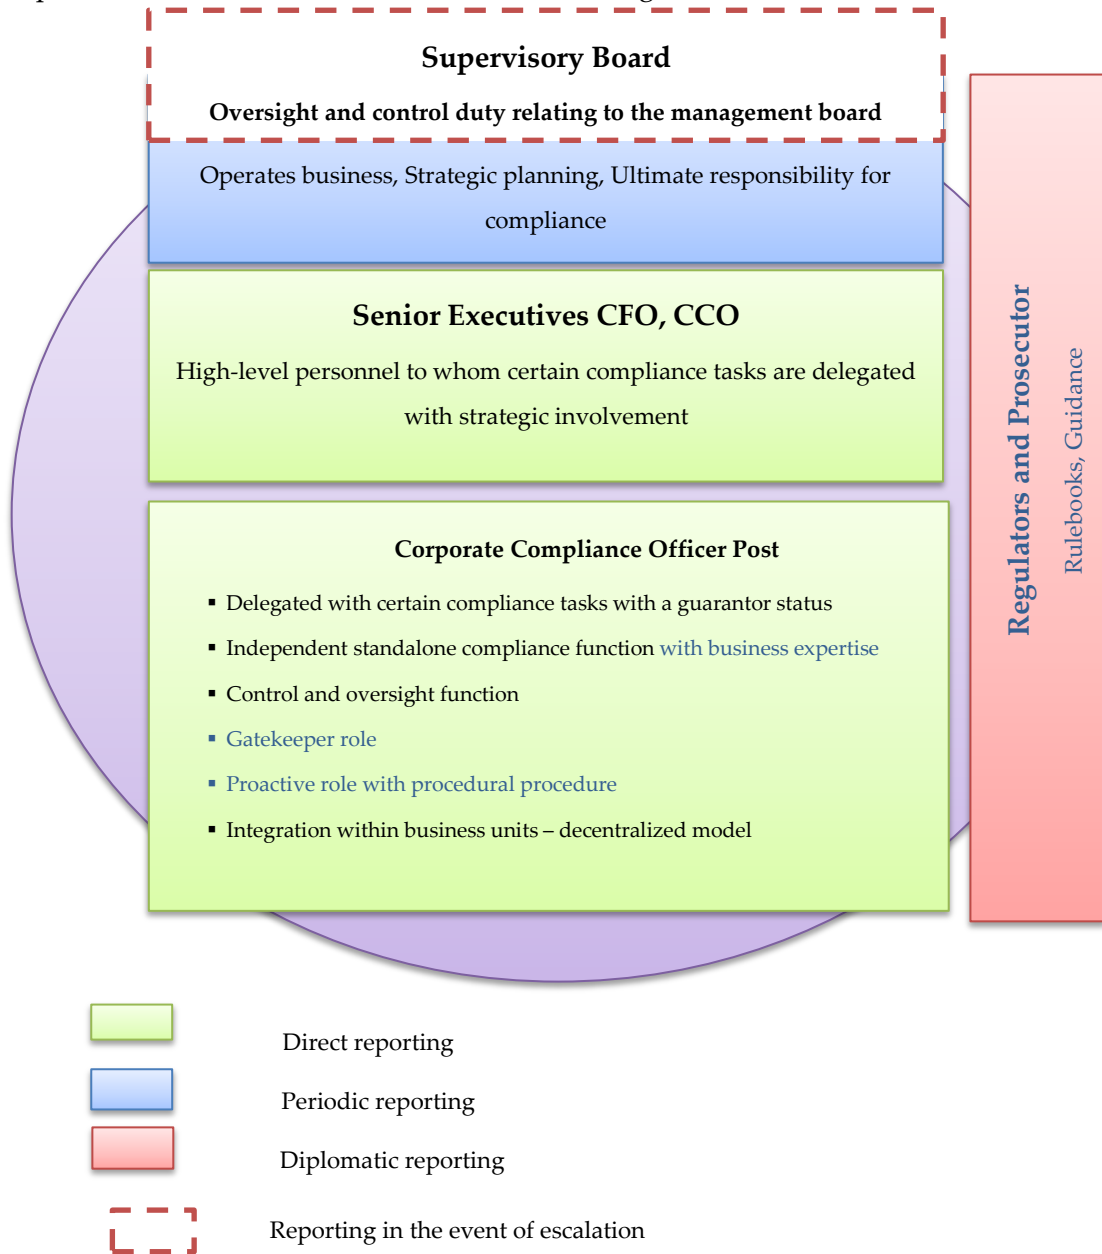 Supervisory Board
Oversight and control duty relating to the management board
Operates business, Strategic planning, Ultimate responsibility for
compliance
Senior Executives CFO, CCO
High-level personnel to whom certain compliance tasks are delegated
with strategic involvement
Corporate Compliance Officer Post
▪ Delegated with certain compliance tasks with a guarantor status
▪ Independent standalone compliance function with business expertise
▪ Control and oversight function
▪ Gatekeeper role
▪ Proactive role with procedural procedure
▪ Integration within business units – decentralized model
Regulators and Prosecutor
Rulebooks, Guidance
Direct reporting
Periodic reporting
Diplomatic reporting
Reporting in the event of escalation